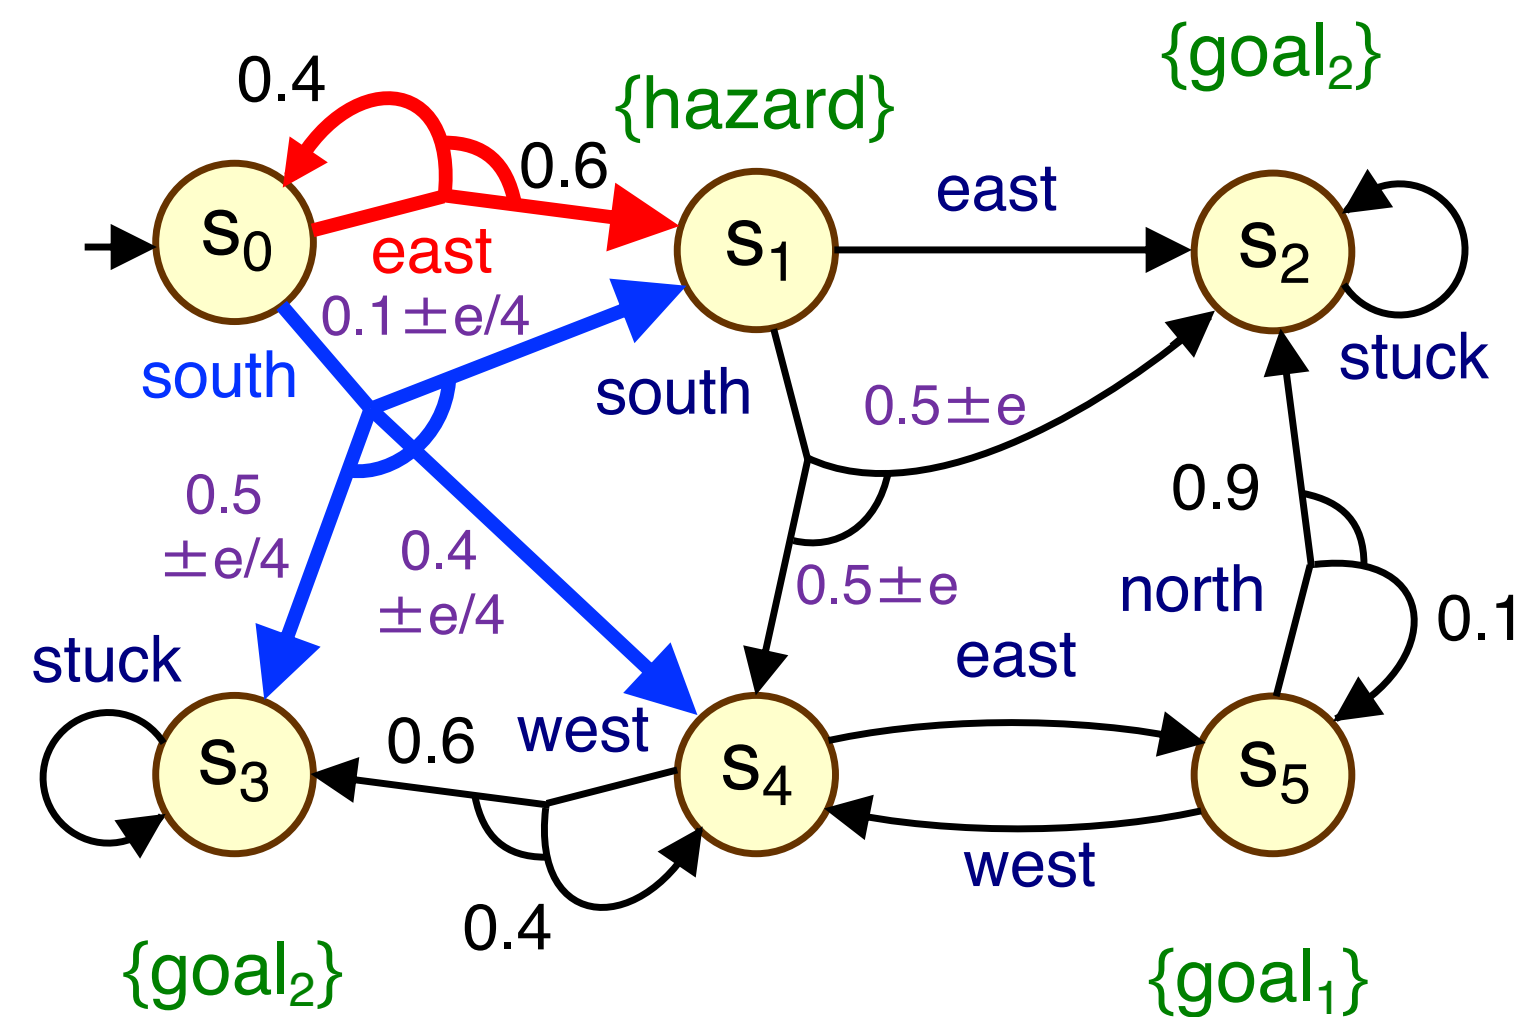 {goal₂}
0.4
{hazard}
0.6
east
s₀
s₁
s₂
east
0.1±e/4
south
south
stuck
0.5±e
0.5
±e/4
0.4
±e/4
0.9
0.5±e
north
0.1
stuck
east
0.6
west
s₃
s₄
s₅
west
0.4
{goal₂}
{goal₁}